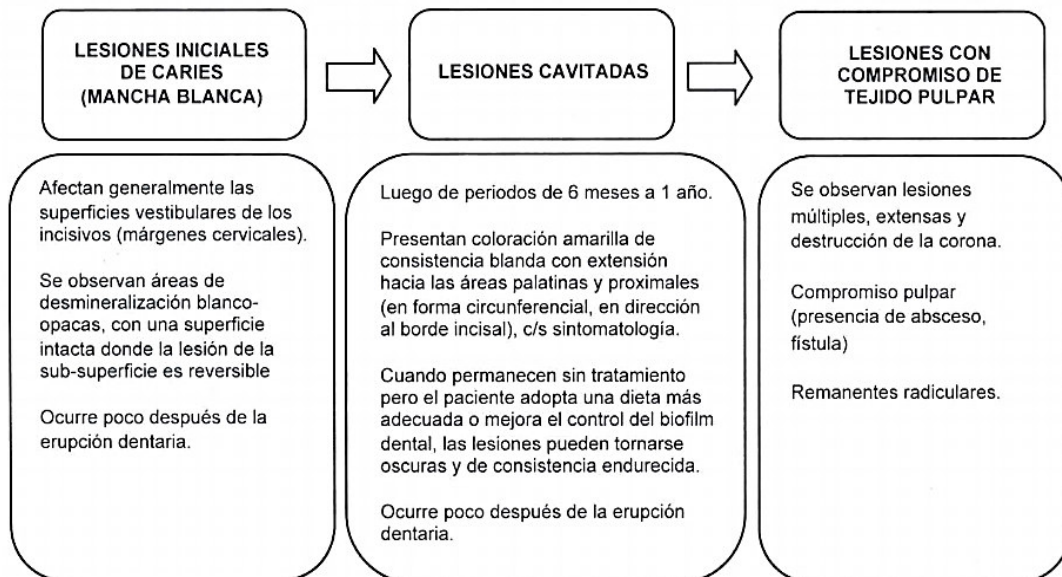 LESIONES INICIALES
DE CARIES
(MANCHA BLANCA)
LESIONES CAVITADAS
LESIONES CON
COMPROMISO DE
TEJIDO PULPAR
Afectan generalmente las
superficies vestibulares de los
incisivos (márgenes cervicales).
Se observan áreas de
desmineralización blanco-
opacas, con una superficie
intacta donde la lesión de la
sub-superficie es reversible
Ocurre poco después de la
erupción dentaria.
Luego de periodos de 6 meses a 1 año.
Presentan coloración amarilla de
consistencia blanda con extensión
hacia las áreas palatinas y proximales
(en forma circunferencial, en dirección
al borde incisal), c/s sintomatología.
Cuando permanecen sin tratamiento
pero el paciente adopta una dieta más
adecuada o mejora el control del biofilm
dental, las lesiones pueden tornarse
oscuras y de consistencia endurecida.
Ocurre poco después de la erupción
dentaria.
Se observan lesiones
múltiples, extensas y
destrucción de la corona.
Compromiso pulpar
(presencia de absceso,
fístula)
Remanentes radiculares.